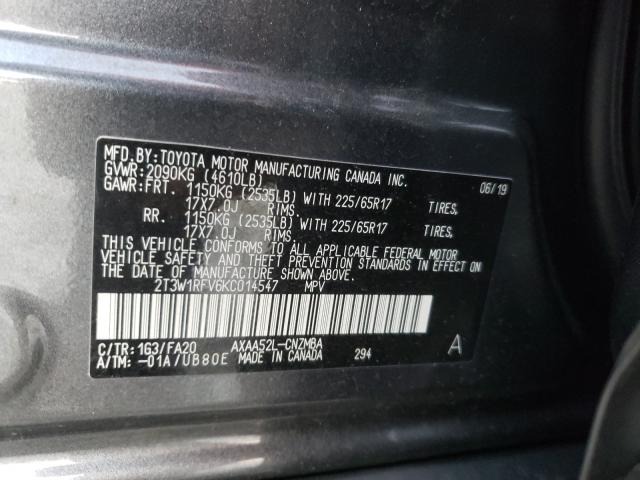 MFD.BY:TOYOTA MOTOR MANUFACTURING CANADA INC.
GVWR:2090KG (4610LB) 06/19
GAWR:FRT. 1150KG (2535LB) WITH 225/65R17 TIRES,
17X7.0J RIMS.
RR. 1150KG (2535LB) WITH 225/65R17 TIRES,
17X7.0J RIMS.
THIS VEHICLE CONFORMS TO ALL APPLICABLE FEDERAL MOTOR
VEHICLE SAFETY AND THEFT PREVENTION STANDARDS IN EFFECT ON
THE DATE OF MANUFACTURE SHOWN ABOVE.
2T3W1RFV6KC014547 MPV
C/TR:1G3/FA20 AXAA52L-CNZMBA
A/TM:-01A/UB80E MADE IN CANADA 294 A